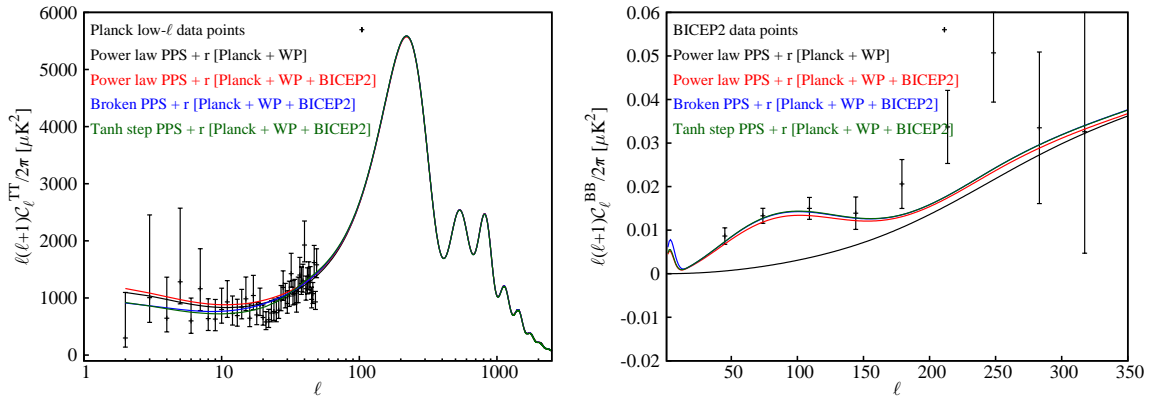 Planck low-ℓ data points
Power law PPS + r [Planck + WP]
Power law PPS + r [Planck + WP + BICEP2]
Broken PPS + r [Planck + WP + BICEP2]
Tanh step PPS + r [Planck + WP + BICEP2]
ℓ(ℓ+1)C_ℓ^TT/2π [μK²]
6000
5000
4000
3000
2000
1000
0
1 10 100 1000
ℓ
BICEP2 data points
Power law PPS + r [Planck + WP]
Power law PPS + r [Planck + WP + BICEP2]
Broken PPS + r [Planck + WP + BICEP2]
Tanh step PPS + r [Planck + WP + BICEP2]
ℓ(ℓ+1)C_ℓ^BB/2π [μK²]
0.06
0.05
0.04
0.03
0.02
0.01
0
-0.01
-0.02
50 100 150 200 250 300 350
ℓ